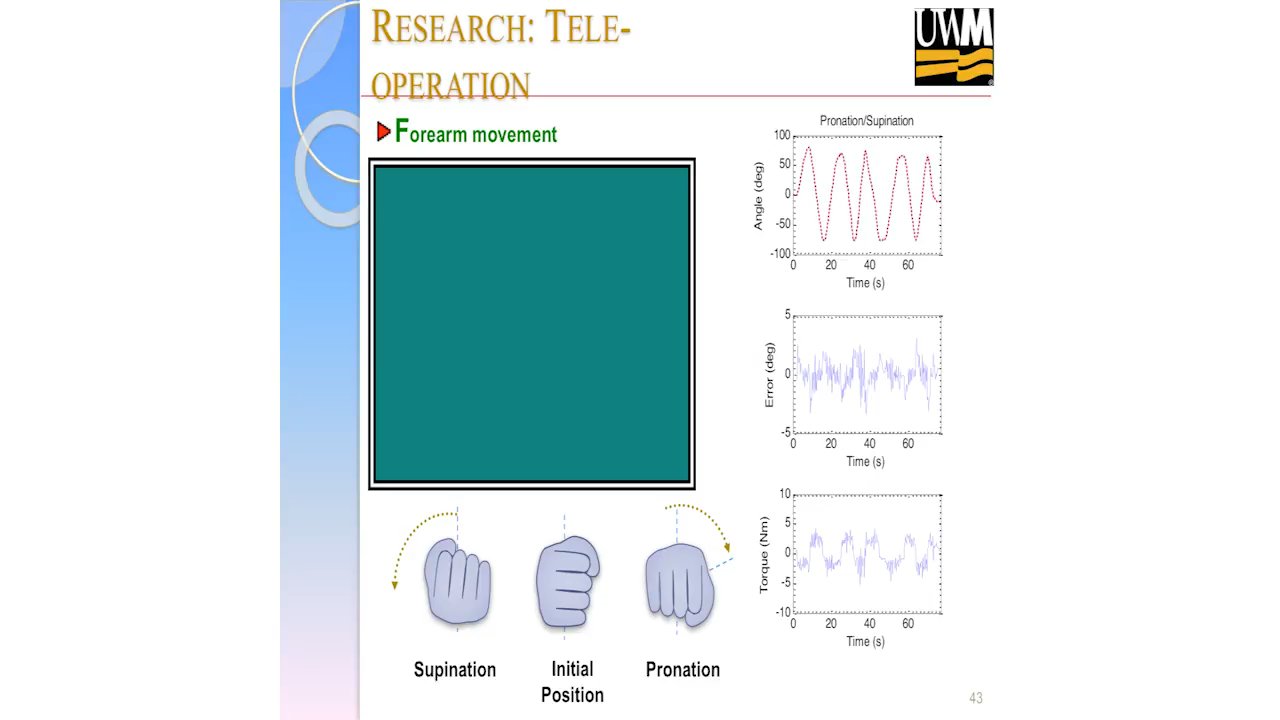 RESEARCH: TELE-
OPERATION
UWM
®
Forearm movement
Pronation/Supination
Angle (deg)
100
50
0
-50
-100
0 20 40 60
Time (s)
Error (deg)
5
0
-5
0 20 40 60
Time (s)
Torque (Nm)
10
5
0
-5
-10
0 20 40 60
Time (s)
Supination
Initial
Position
Pronation
43